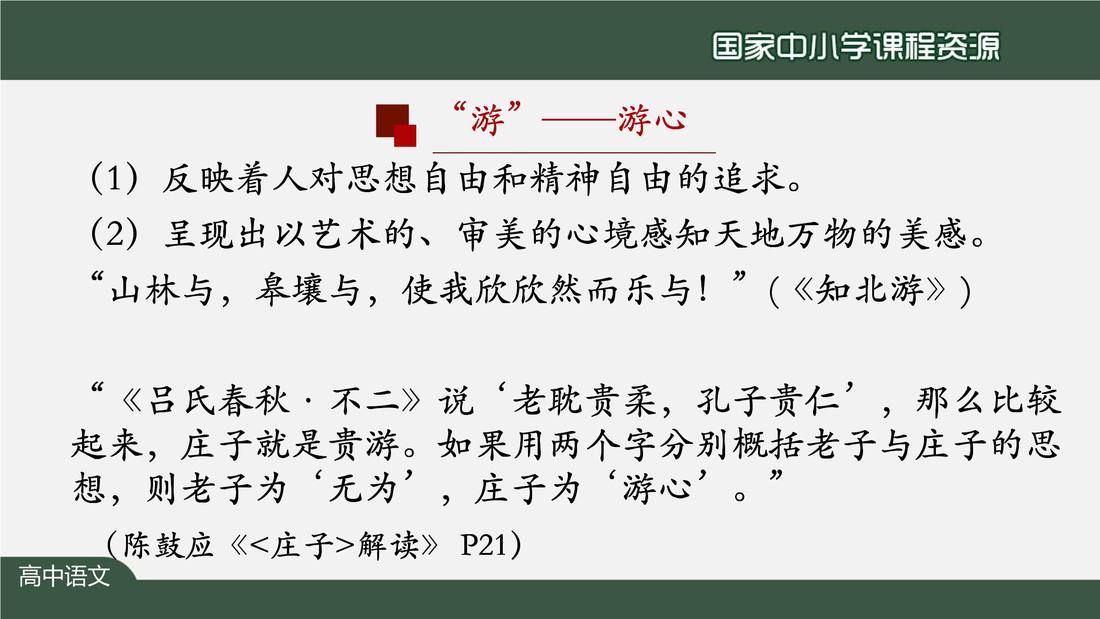 国家中小学课程资源
“游”——游心
（1）反映着人对思想自由和精神自由的追求。
（2）呈现出以艺术的、审美的心境感知天地万物的美感。
“山林与，皋壤与，使我欣欣然而乐与！”(《知北游》)
“《吕氏春秋·不二》说‘老耽贵柔，孔子贵仁’，那么比较
起来，庄子就是贵游。如果用两个字分别概括老子与庄子的思
想，则老子为‘无为’，庄子为‘游心’。”
（陈鼓应《<庄子>解读》 P21）
高中语文